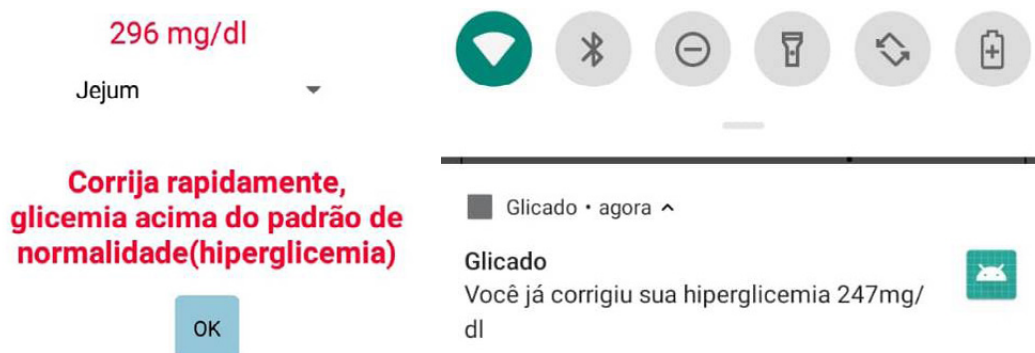 296 mg/dl
Jejum
Corrija rapidamente,
glicemia acima do padrão de
normalidade(hiperglicemia)
OK
Glicado • agora
Glicado
Você já corrigiu sua hiperglicemia 247mg/
dl